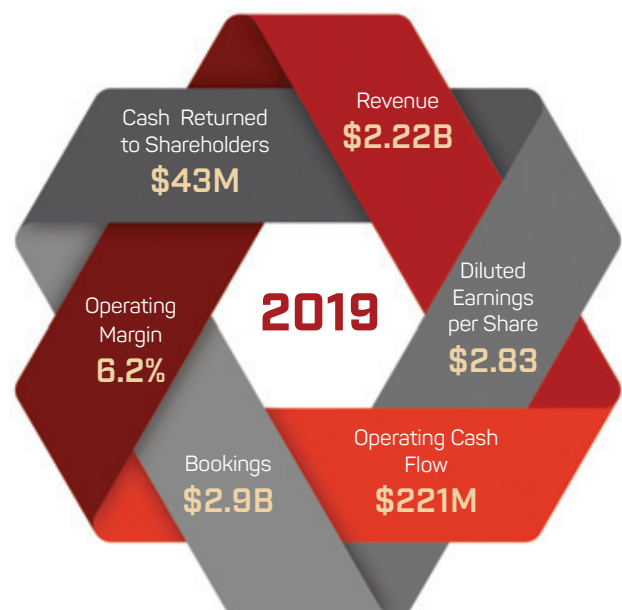 Revenue
$2.22B
Diluted
Earnings
per Share
$2.83
Operating Cash
Flow
$221M
Bookings
$2.9B
Operating
Margin
6.2%
Cash Returned
to Shareholders
$43M
2019